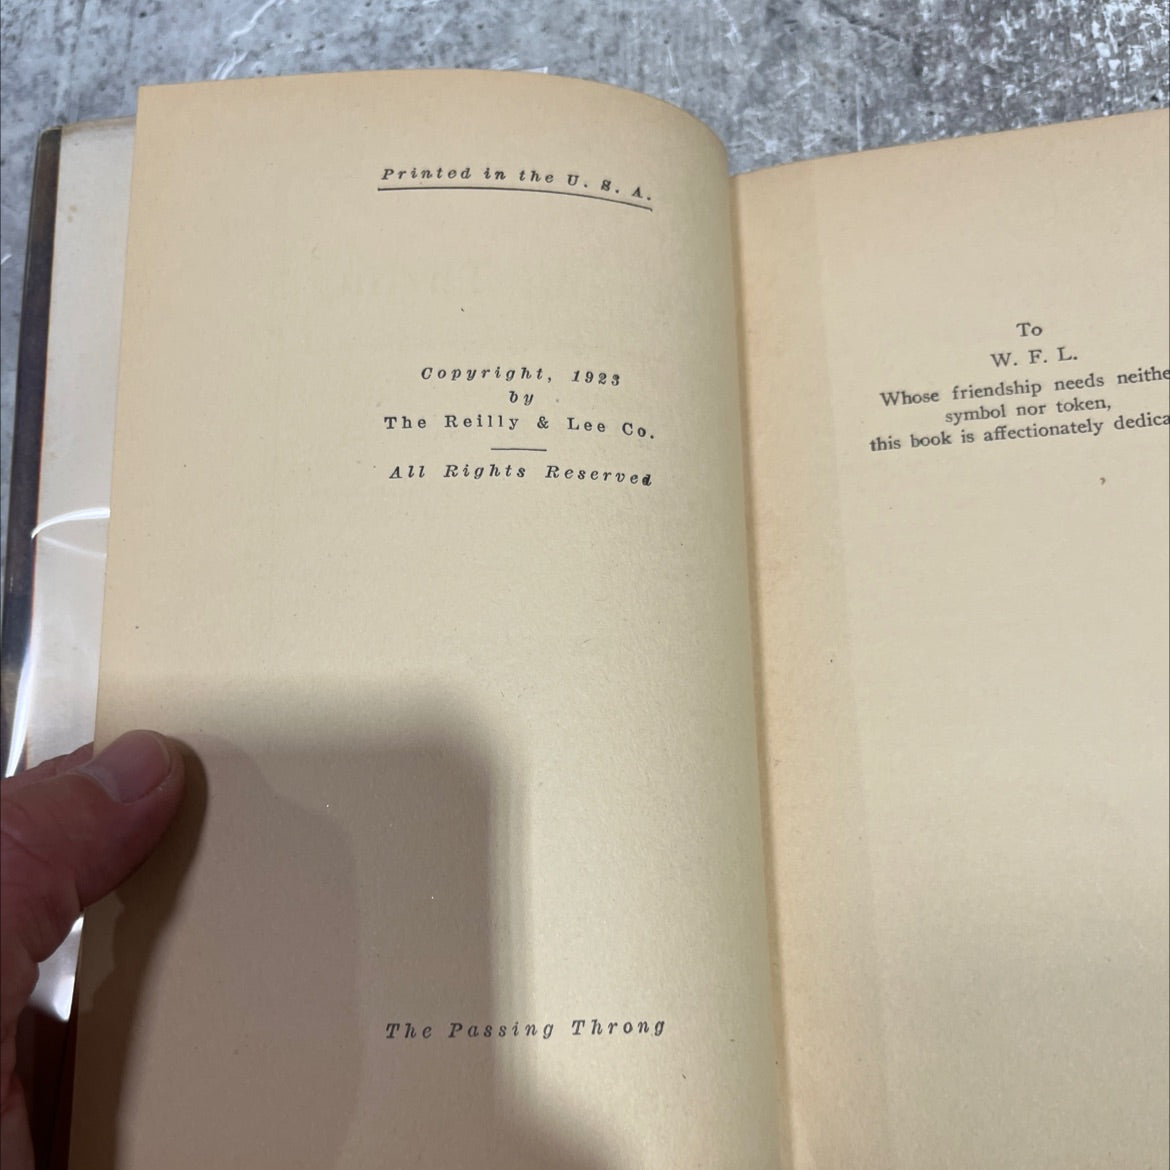 Printed in the U. S. A.
Copyright, 1923
by
The Reilly & Lee Co.
All Rights Reserved
The Passing Throng
To
W. F. L.
Whose friendship needs neithe
symbol nor token,
this book is affectionately dedica